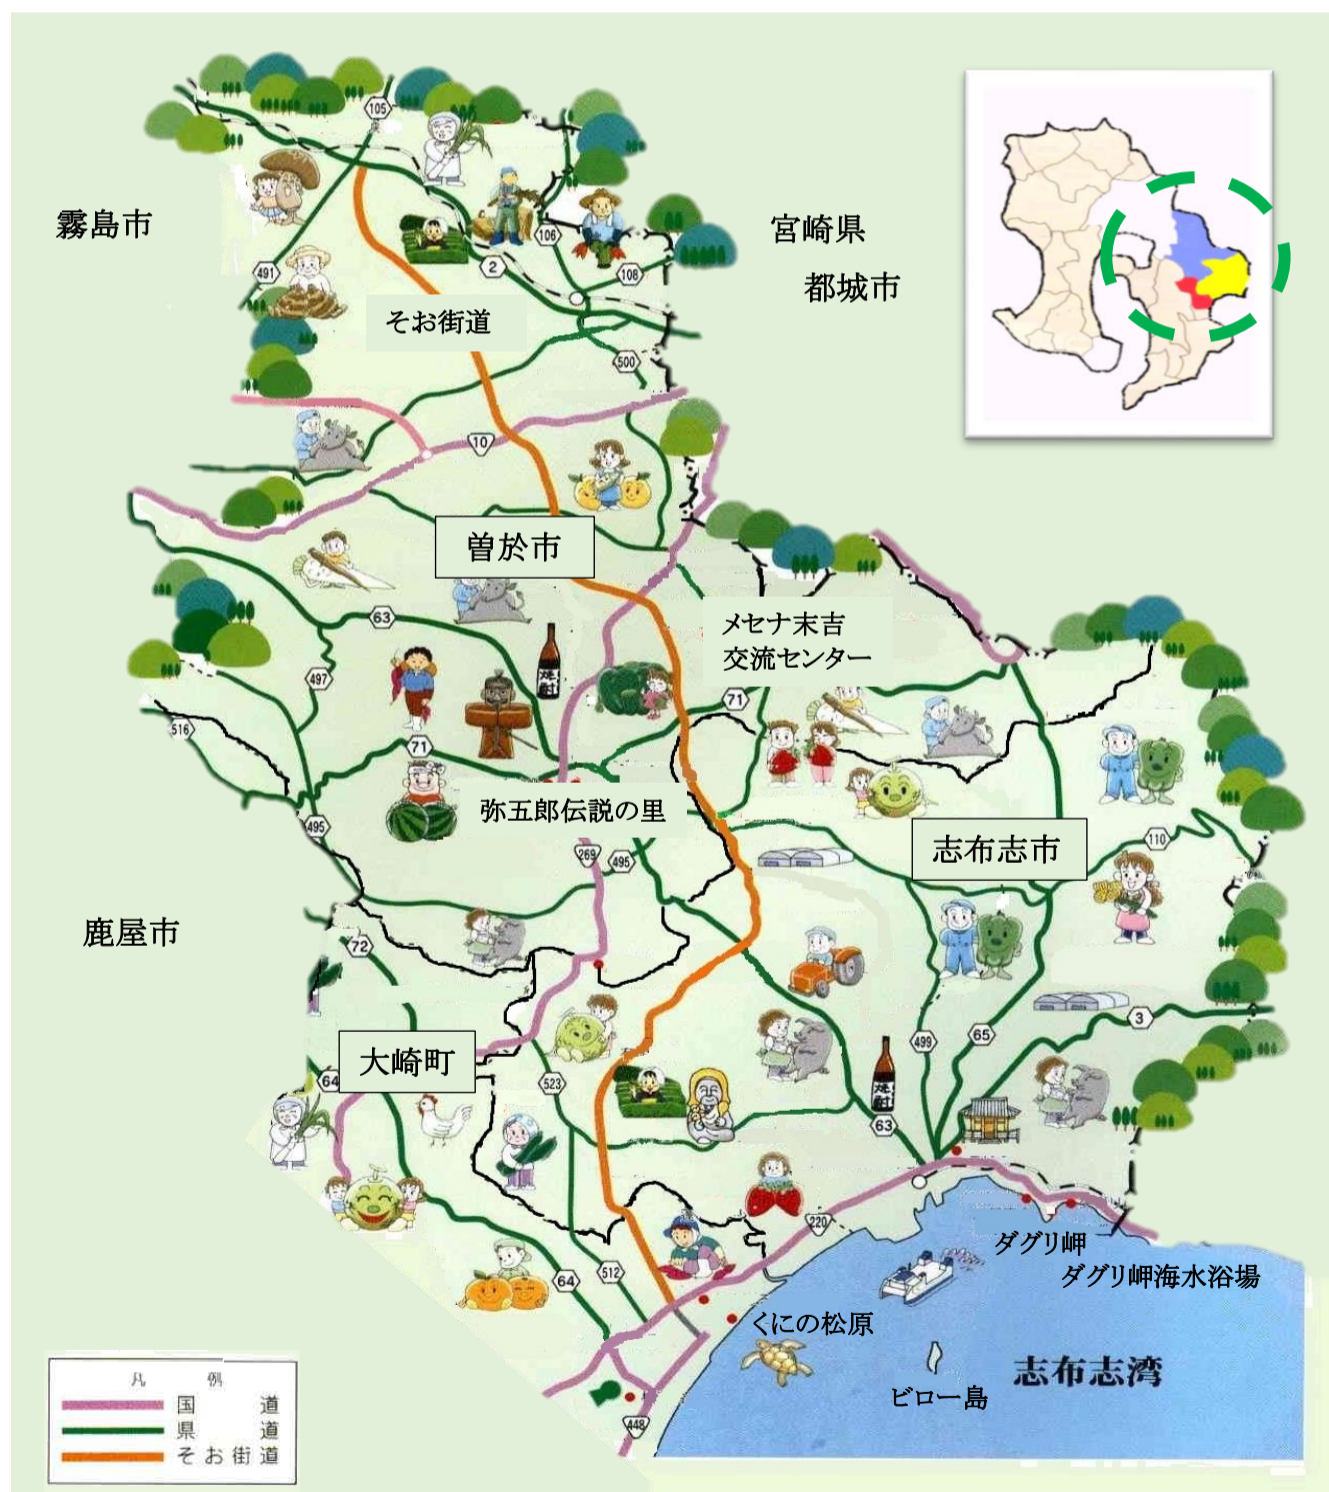 105
霧島市
宮崎県
都城市
106
491
2
108
そお街道
500
10
曽於市
63
メセナ末吉
交流センター
焼酎
497
71
516
71
弥五郎伝説の里
495
志布志市
110
269
495
鹿屋市
72
3
499
65
大崎町
64
523
焼酎
63
220
ダグリ岬
ダグリ岬海水浴場
64
512
くにの松原
志布志湾
ビロー島
448
凡 例
国 道
県 道
そお街道